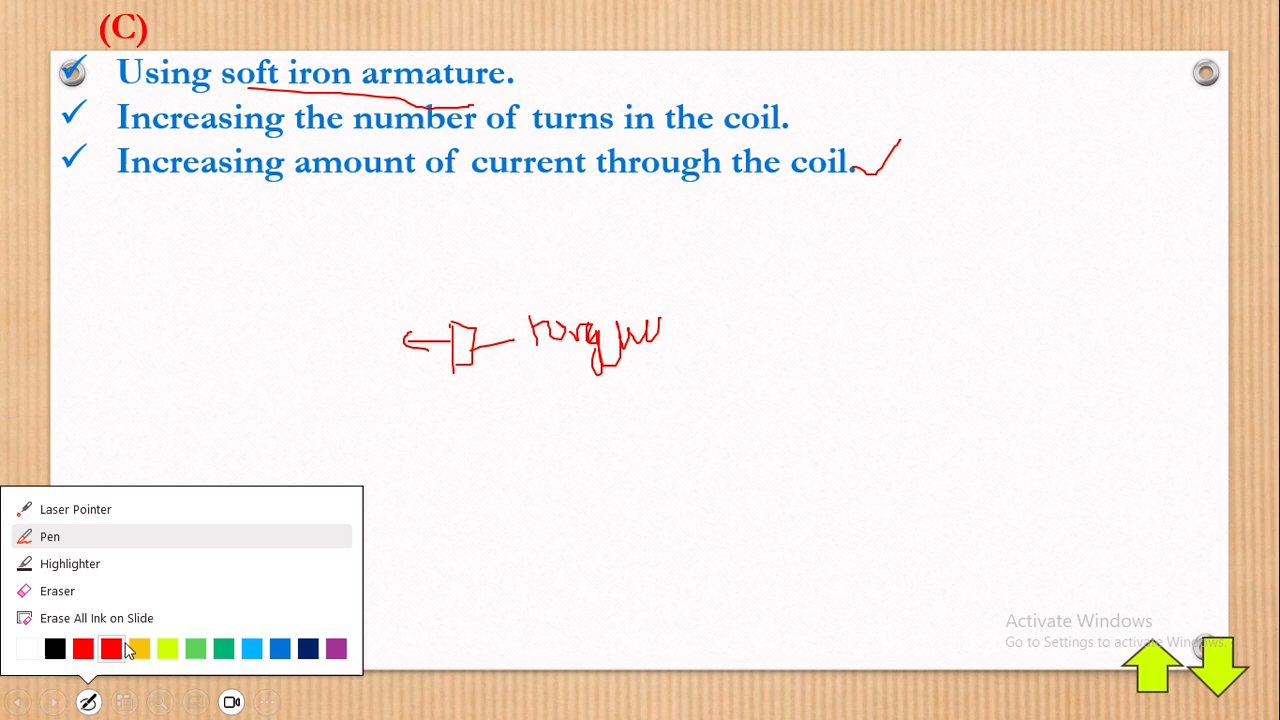 (C)
✓ Using soft iron armature.
✓ Increasing the number of turns in the coil.
✓ Increasing amount of current through the coil.
Laser Pointer
Pen
Highlighter
Eraser
Erase All Ink on Slide
Activate Windows
Go to Settings to activate Windows.